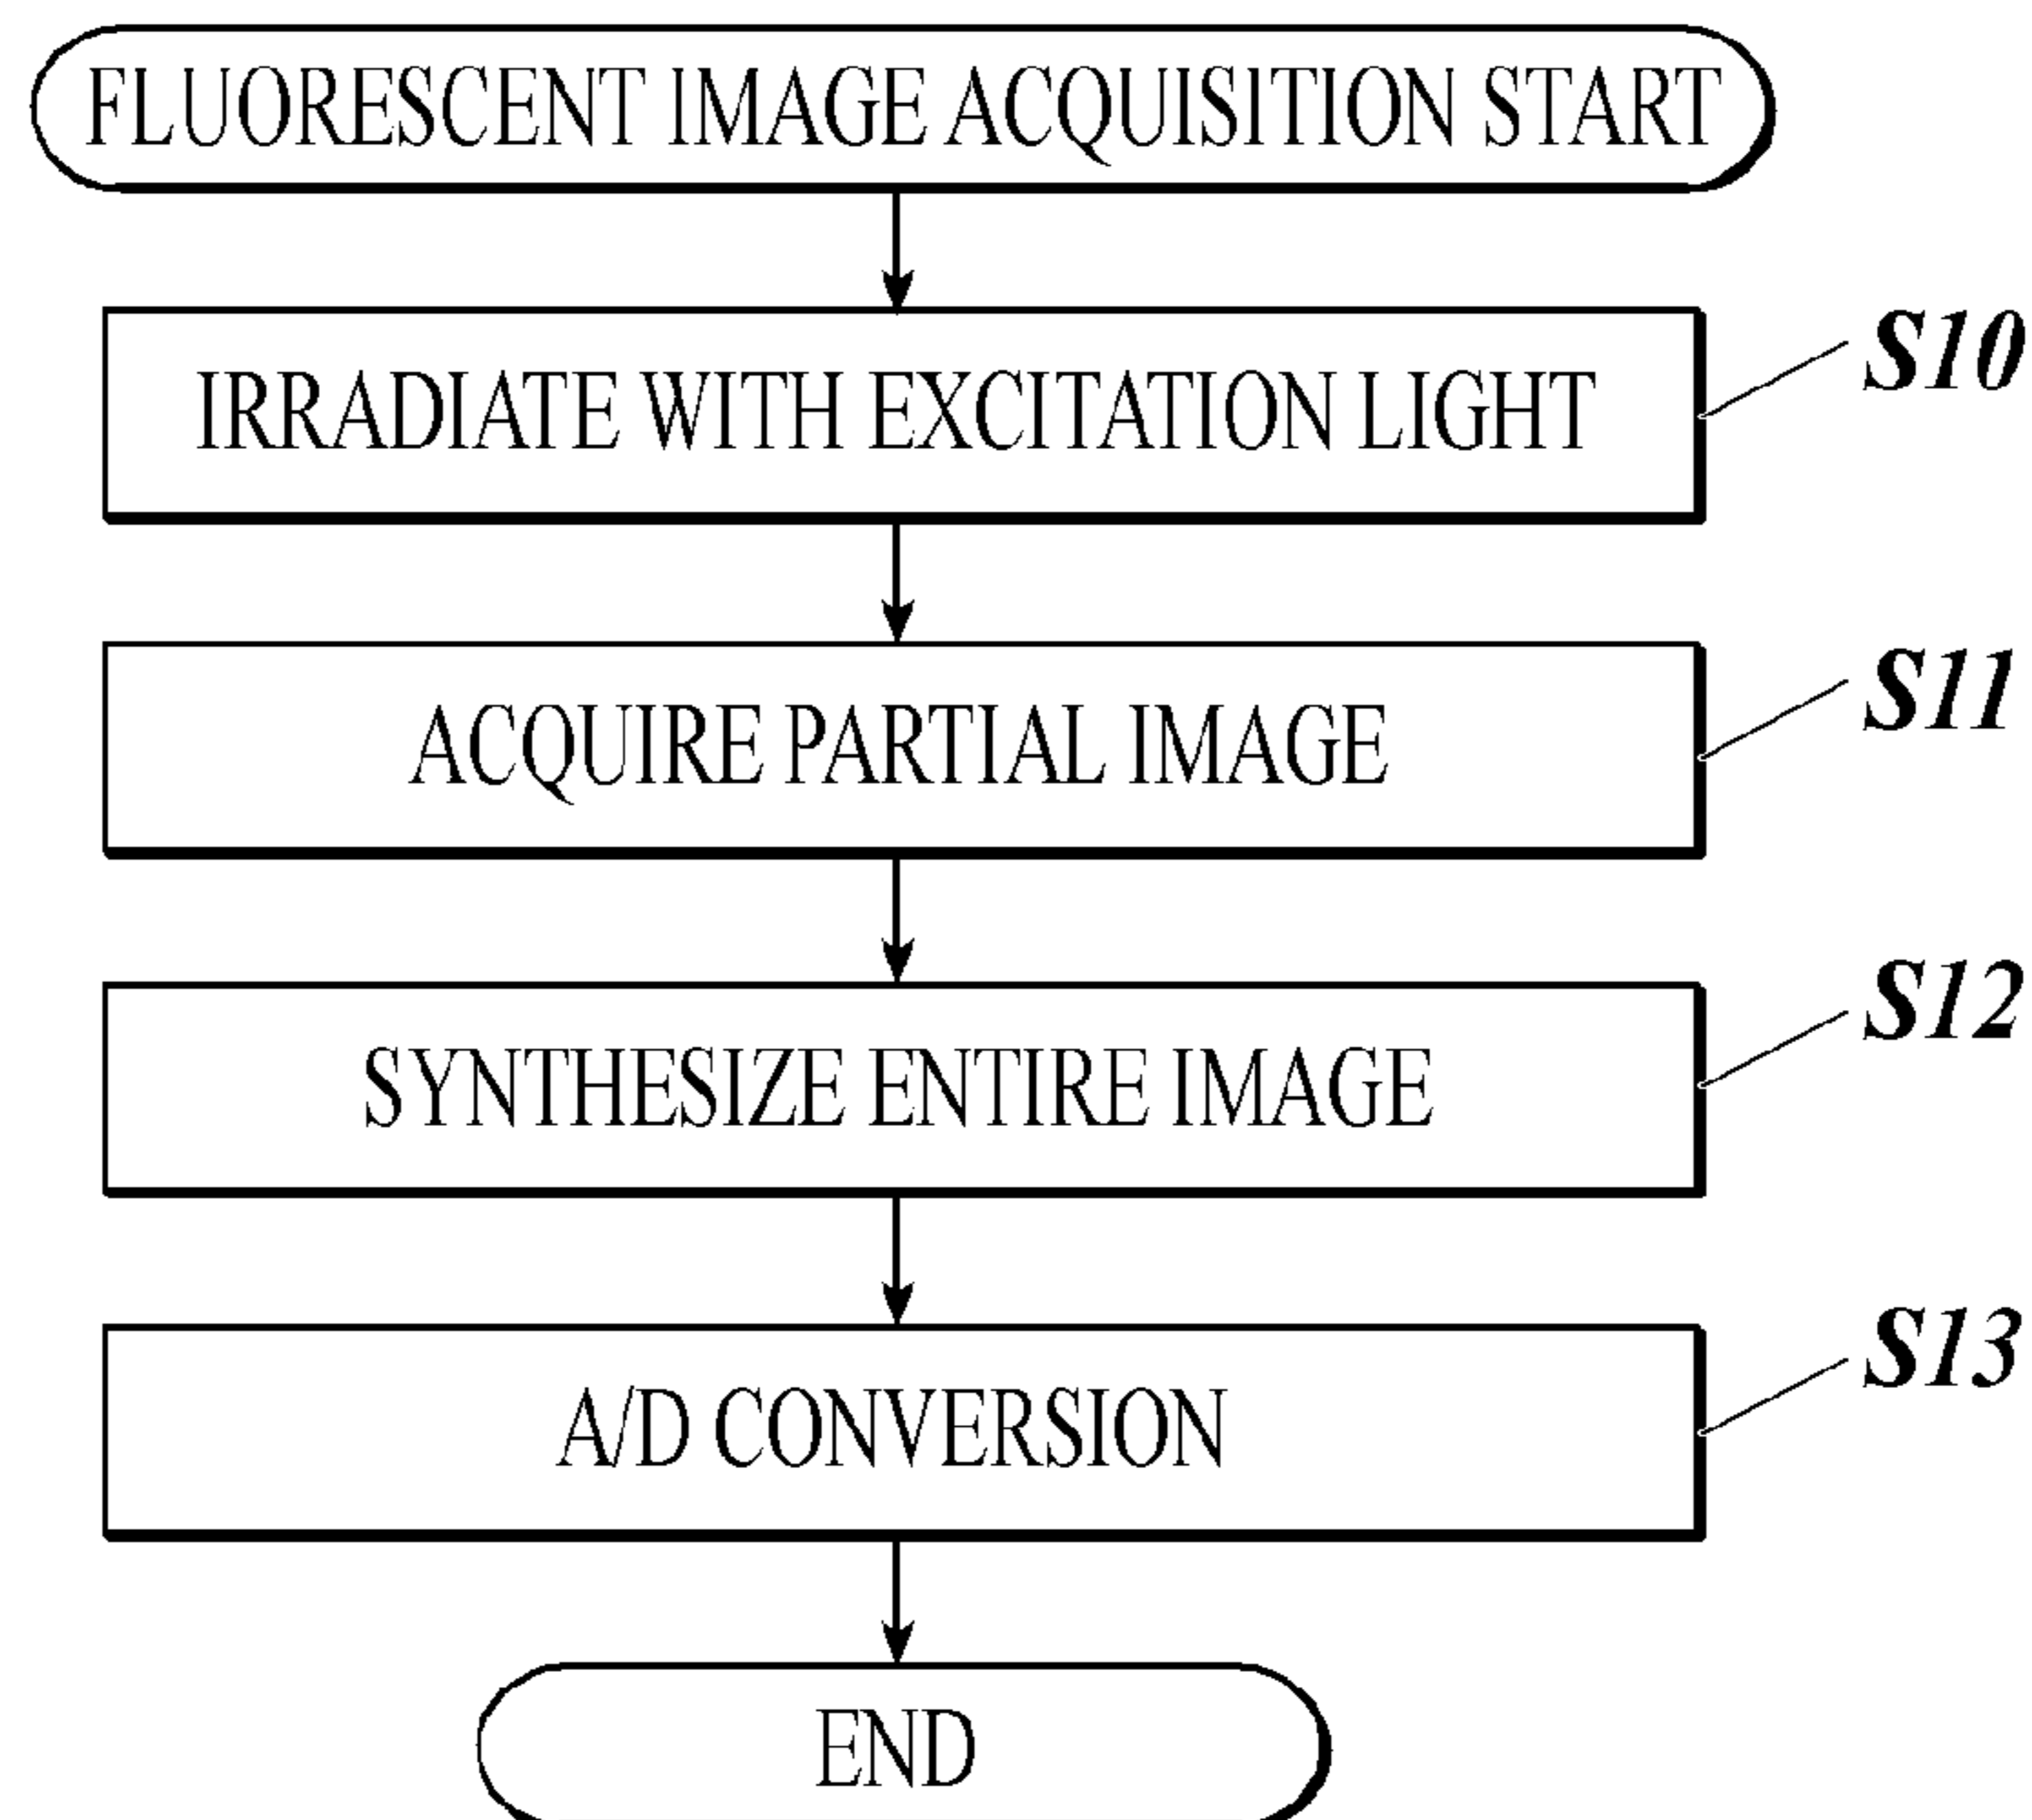 FLUORESCENT IMAGE ACQUISITION START
IRRADIATE WITH EXCITATION LIGHT
S10
ACQUIRE PARTIAL IMAGE
S11
SYNTHESIZE ENTIRE IMAGE
S12
A/D CONVERSION
S13
END